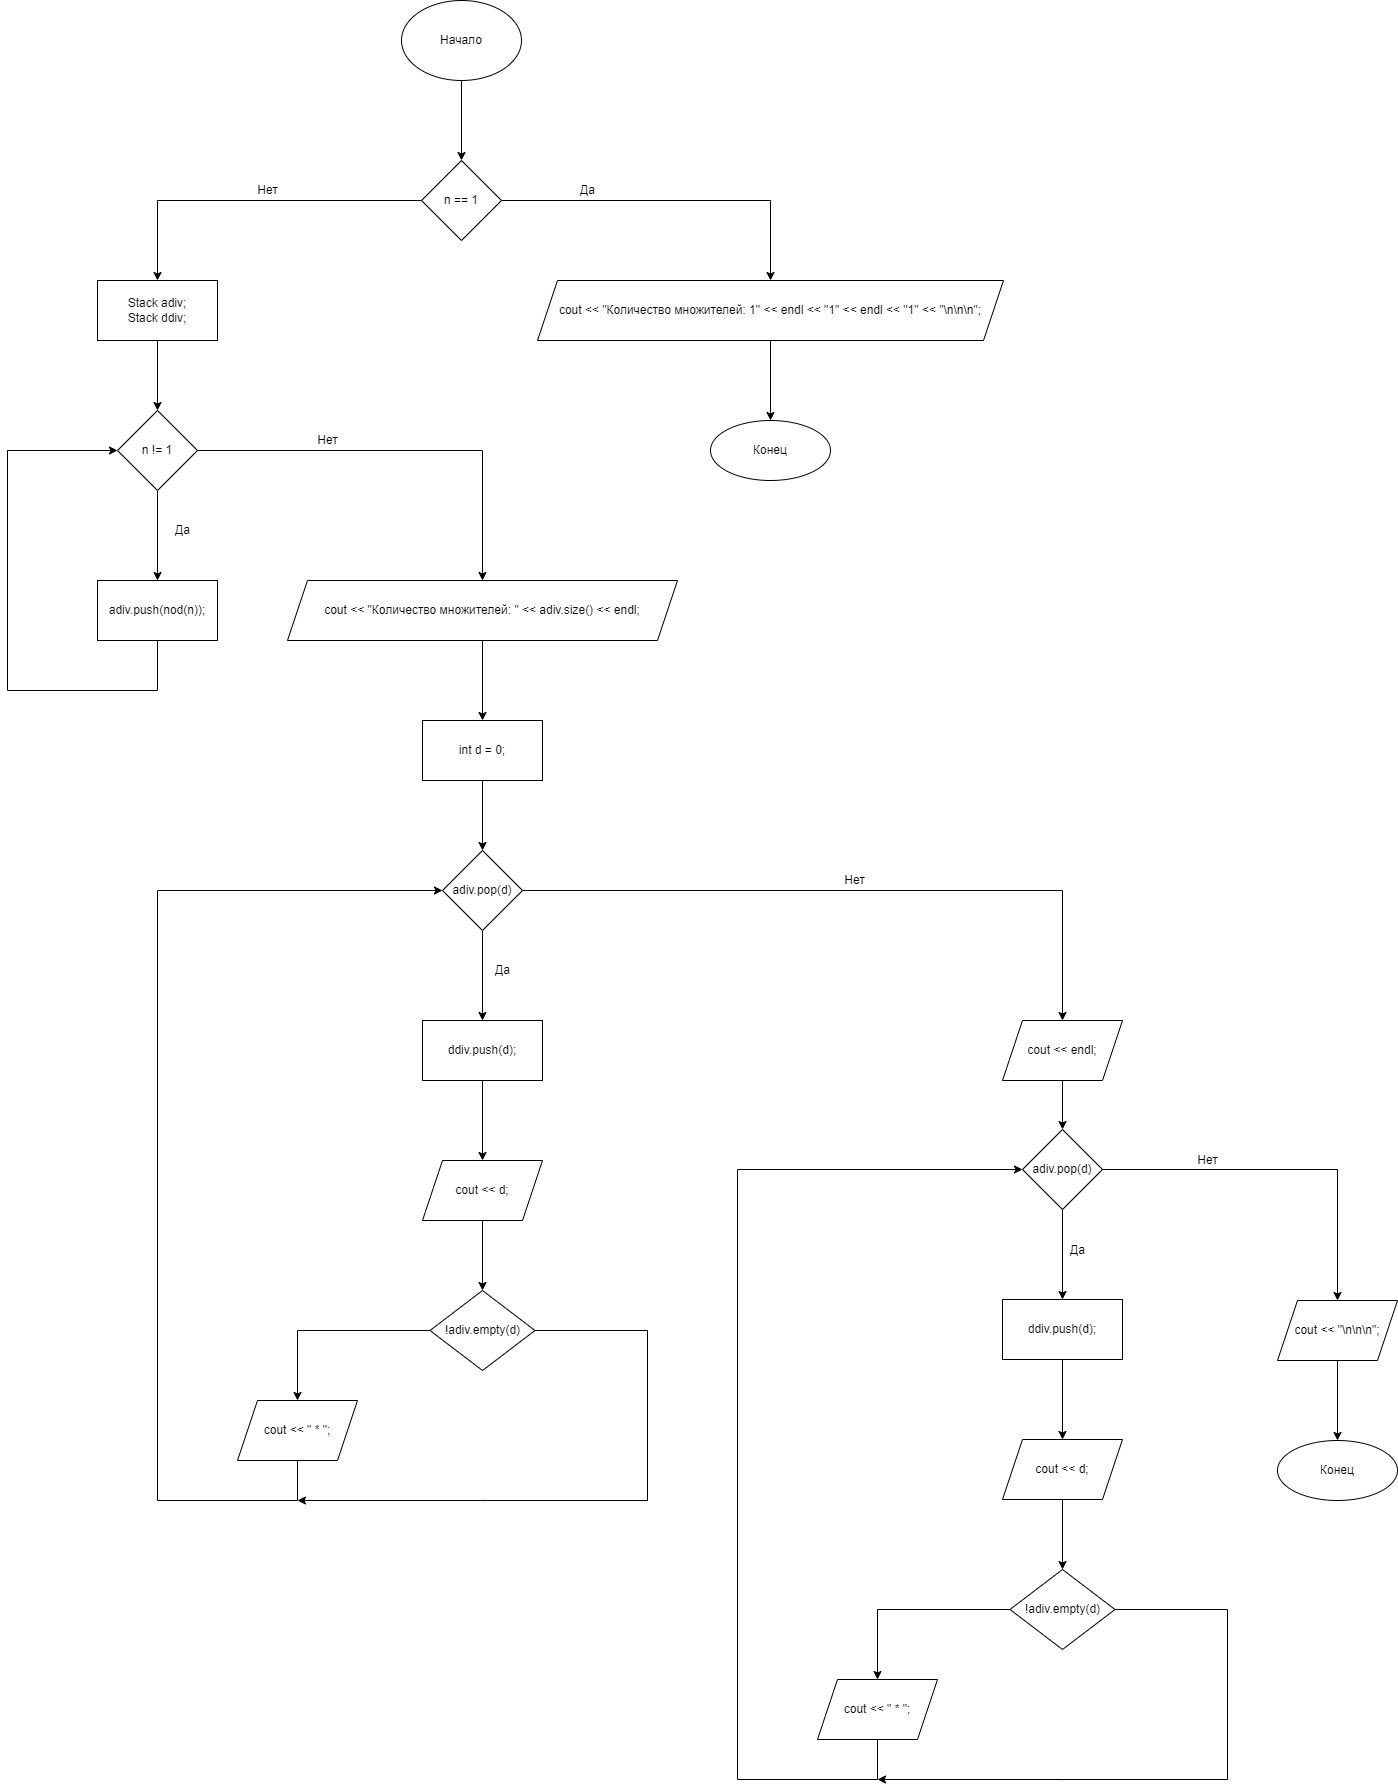 Начало
n == 1
Нет
Да
Stack adiv;
Stack ddiv;
cout << "Количество множителей: 1" << endl << "1" << endl << "1" << "\n\n\n";
Конец
n != 1
Нет
Да
adiv.push(nod(n));
cout << "Количество множителей: " << adiv.size() << endl;
int d = 0;
adiv.pop(d)
Нет
Да
ddiv.push(d);
cout << endl;
cout << d;
adiv.pop(d)
Нет
Да
!adiv.empty(d)
ddiv.push(d);
cout << "\n\n\n";
cout << " * ";
cout << d;
Конец
!adiv.empty(d)
cout << " * ";